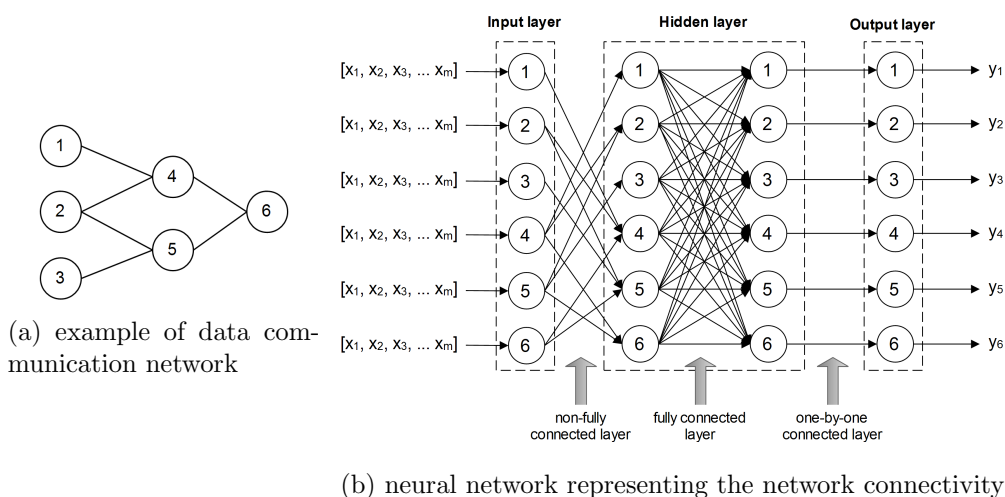 Input layer
Hidden layer
Output layer
[x1, x2, x3, ... xm]
1
1
1
1
y1
[x1, x2, x3, ... xm]
2
2
2
2
y2
[x1, x2, x3, ... xm]
3
3
3
3
y3
[x1, x2, x3, ... xm]
4
4
4
4
y4
[x1, x2, x3, ... xm]
5
5
5
5
y5
[x1, x2, x3, ... xm]
6
6
6
6
y6
1
2
3
4
5
6
(a) example of data com-
munication network
non-fully
connected layer
fully connected
layer
one-by-one
connected layer
(b) neural network representing the network connectivity